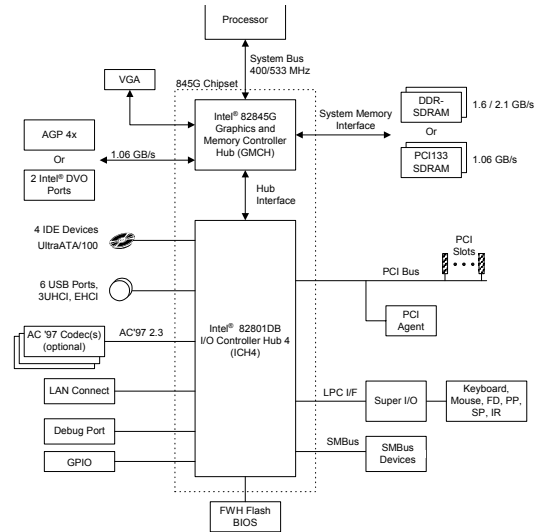 Processor
System Bus
400/533 MHz
VGA
845G Chipset
Intel® 82845G
Graphics and
Memory Controller
Hub (GMCH)
System Memory
Interface
DDR-
SDRAM
1.6 / 2.1 GB/s
Or
PCI133
SDRAM
1.06 GB/s
AGP 4x
Or
1.06 GB/s
2 Intel® DVO
Ports
Hub
Interface
4 IDE Devices
UltraATA/100
6 USB Ports,
3UHCI, EHCI
AC '97 Codec(s)
(optional)
AC'97 2.3
Intel® 82801DB
I/O Controller Hub 4
(ICH4)
PCI
Slots
PCI Bus
PCI
Agent
LAN Connect
Debug Port
GPIO
LPC I/F
Super I/O
Keyboard,
Mouse, FD, PP,
SP, IR
SMBus
SMBus
Devices
FWH Flash
BIOS